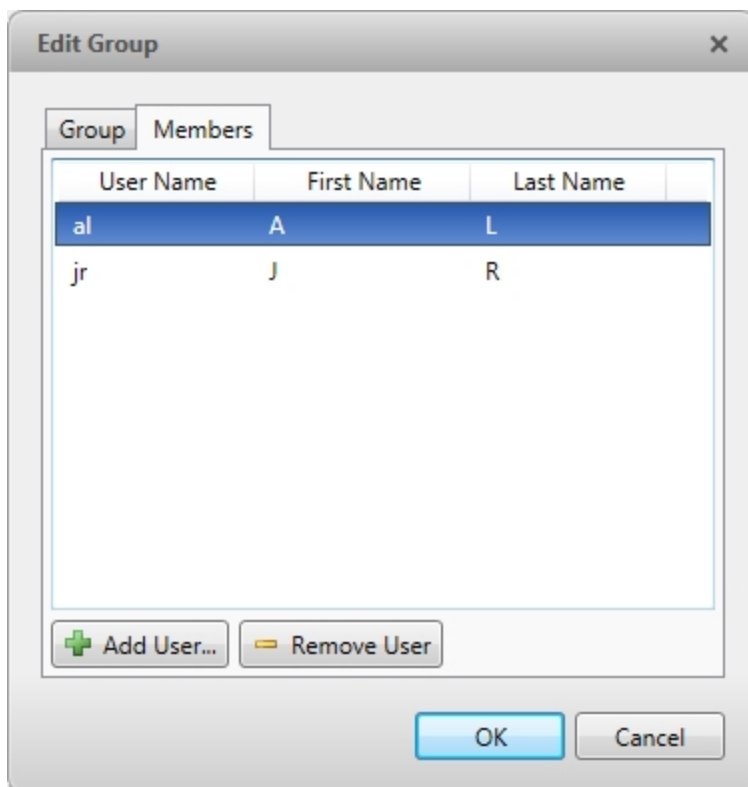 Edit Group
Group Members
User Name First Name Last Name
al A L
jr J R
Add User... Remove User
OK Cancel